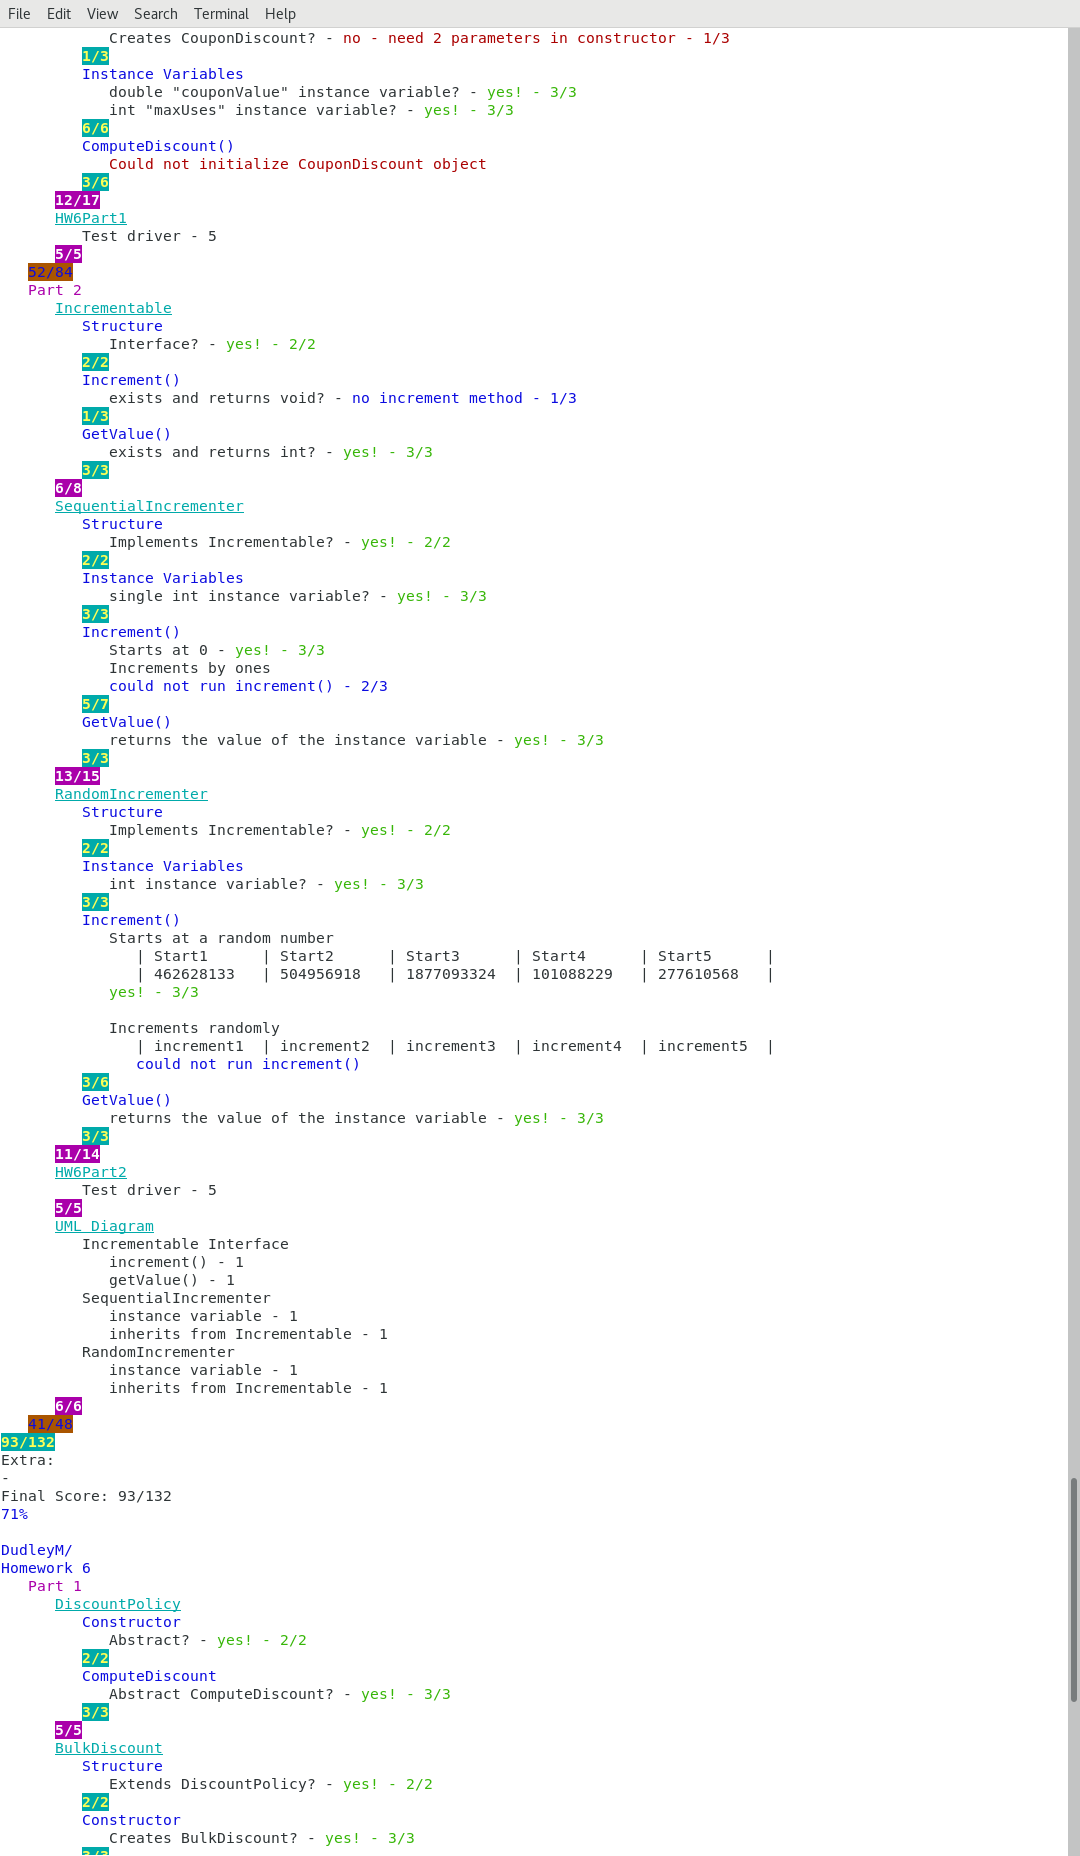 File Edit View Search Terminal Help
Creates CouponDiscount? - no - need 2 parameters in constructor - 1/3
1/3
Instance Variables
double "couponValue" instance variable? - yes! - 3/3
int "maxUses" instance variable? - yes! - 3/3
6/6
ComputeDiscount()
Could not initialize CouponDiscount object
3/6
12/17
HW6Part1
Test driver - 5
5/5
52/84
Part 2
Incrementable
Structure
Interface? - yes! - 2/2
2/2
Increment()
exists and returns void? - no increment method - 1/3
1/3
GetValue()
exists and returns int? - yes! - 3/3
3/3
6/8
SequentialIncrementer
Structure
Implements Incrementable? - yes! - 2/2
2/2
Instance Variables
single int instance variable? - yes! - 3/3
3/3
Increment()
Starts at 0 - yes! - 3/3
Increments by ones
could not run increment() - 2/3
5/7
GetValue()
returns the value of the instance variable - yes! - 3/3
3/3
13/15
RandomIncrementer
Structure
Implements Incrementable? - yes! - 2/2
2/2
Instance Variables
int instance variable? - yes! - 3/3
3/3
Increment()
Starts at a random number
| Start1 | Start2 | Start3 | Start4 | Start5 |
| 462628133 | 504956918 | 1877093324 | 101088229 | 277610568 |
yes! - 3/3
Increments randomly
| increment1 | increment2 | increment3 | increment4 | increment5 |
could not run increment()
3/6
GetValue()
returns the value of the instance variable - yes! - 3/3
3/3
11/14
HW6Part2
Test driver - 5
5/5
UML Diagram
Incrementable Interface
increment() - 1
getValue() - 1
SequentialIncrementer
instance variable - 1
inherits from Incrementable - 1
RandomIncrementer
instance variable - 1
inherits from Incrementable - 1
6/6
41/48
93/132
Extra:
-
Final Score: 93/132
71%
DudleyM/
Homework 6
Part 1
DiscountPolicy
Constructor
Abstract? - yes! - 2/2
2/2
ComputeDiscount
Abstract ComputeDiscount? - yes! - 3/3
3/3
5/5
BulkDiscount
Structure
Extends DiscountPolicy? - yes! - 2/2
2/2
Constructor
Creates BulkDiscount? - yes! - 3/3
3/3